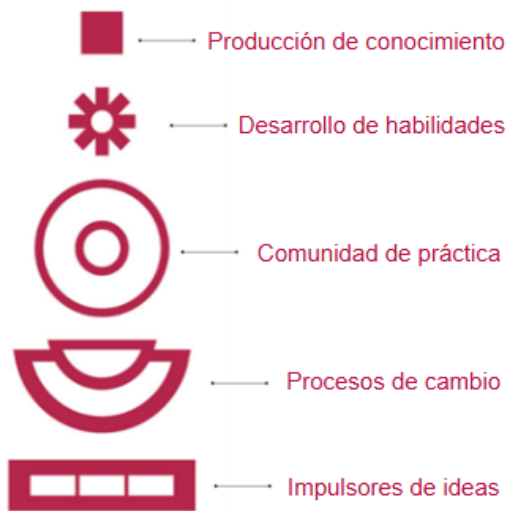 Producción de conocimiento
Desarrollo de habilidades
Comunidad de práctica
Procesos de cambio
Impulsores de ideas